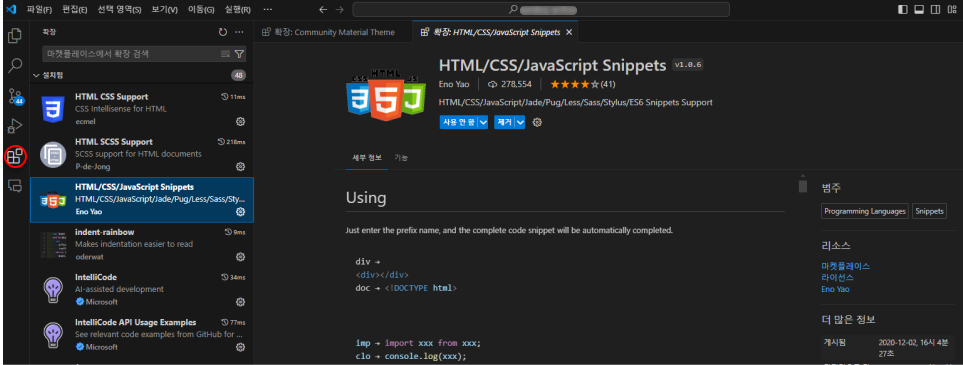 파일(F) 편집(E) 선택 영역(S) 보기(V) 이동(G) 실행(R) ···
확장
확장: Community Material Theme
확장: HTML/CSS/JavaScript Snippets
마켓플레이스에서 확장 검색
설치됨 48
44
HTML CSS Support 11ms
CSS Intellisense for HTML
ecmel
HTML SCSS Support 218ms
SCSS support for HTML documents
P-de-Jong
HTML/CSS/JavaScript Snippets
HTML/CSS/JavaScript/Jade/Pug/Less/Sass/Sty...
Eno Yao
indent-rainbow 9ms
Makes indentation easier to read
oderwat
IntelliCode 34ms
AI-assisted development
Microsoft
IntelliCode API Usage Examples 77ms
See relevant code examples from GitHub for ...
Microsoft
CSS HTML JS
3 5 J
HTML/CSS/JavaScript Snippets v1.0.6
Eno Yao 278,554 ★★★★☆(41)
HTML/CSS/JavaScript/Jade/Pug/Less/Sass/Stylus/ES6 Snippets Support
사용 안 함 제거
세부 정보 기능
Using
Just enter the prefix name, and the complete code snippet will be automatically completed.
div →
<div></div>
doc → <!DOCTYPE html>
imp → import xxx from xxx;
clo → console.log(xxx);
범주
Programming Languages Snippets
리소스
마켓플레이스
라이선스
Eno Yao
더 많은 정보
게시됨 2020-12-02, 16시 4분
27초